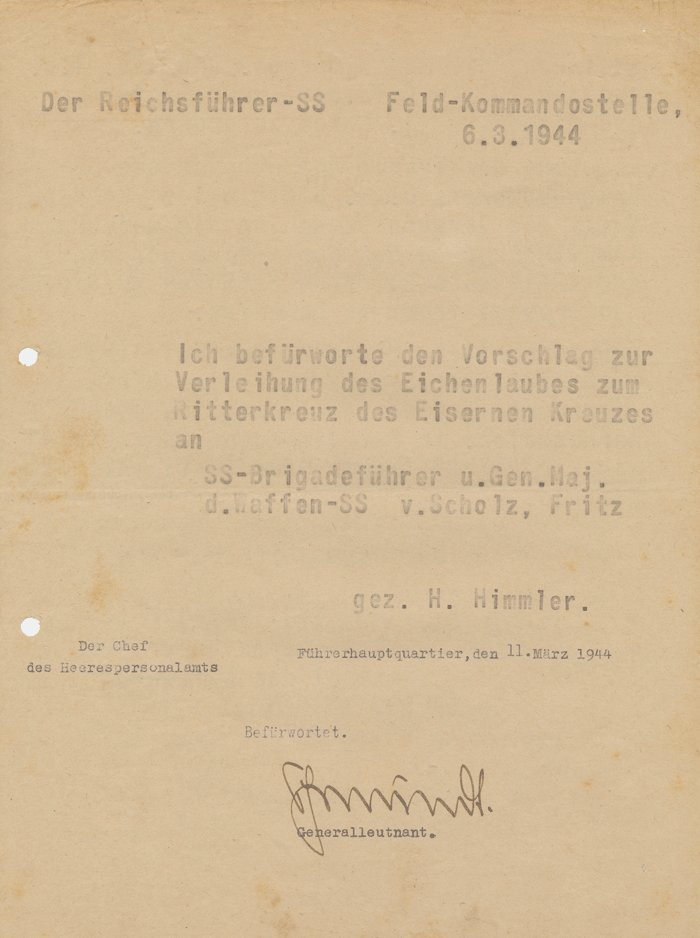 Der Reichsführer-SS Feld-Kommandostelle,
6.3.1944
Ich befürworte den Vorschlag zur
Verleihung des Eichenlaubes zum
Ritterkreuz des Eisernen Kreuzes
an
SS-Brigadeführer u.Gen.Maj.
d.Waffen-SS v.Scholz, Fritz
gez. H. Himmler.
Der Chef
des Heerespersonalamts
Führerhauptquartier,den 11.März 1944
Befürwortet.
Schmundt.
Generalleutnant.